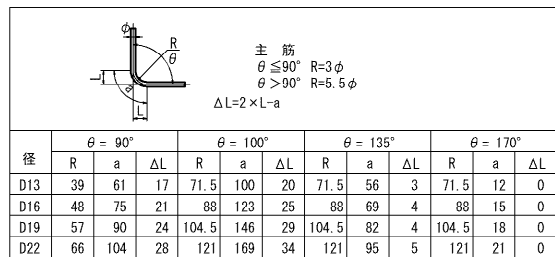 φ
R
θ
L
a
L
主 筋
θ≦90° R=3φ
θ>90° R=5.5φ
ΔL=2×L-a
径 θ= 90° θ= 100° θ= 135° θ= 170°
R a ΔL R a ΔL R a ΔL R a ΔL
D13 39 61 17 71.5 100 20 71.5 56 3 71.5 12 0
D16 48 75 21 88 123 25 88 69 4 88 15 0
D19 57 90 24 104.5 146 29 104.5 82 4 104.5 18 0
D22 66 104 28 121 169 34 121 95 5 121 21 0